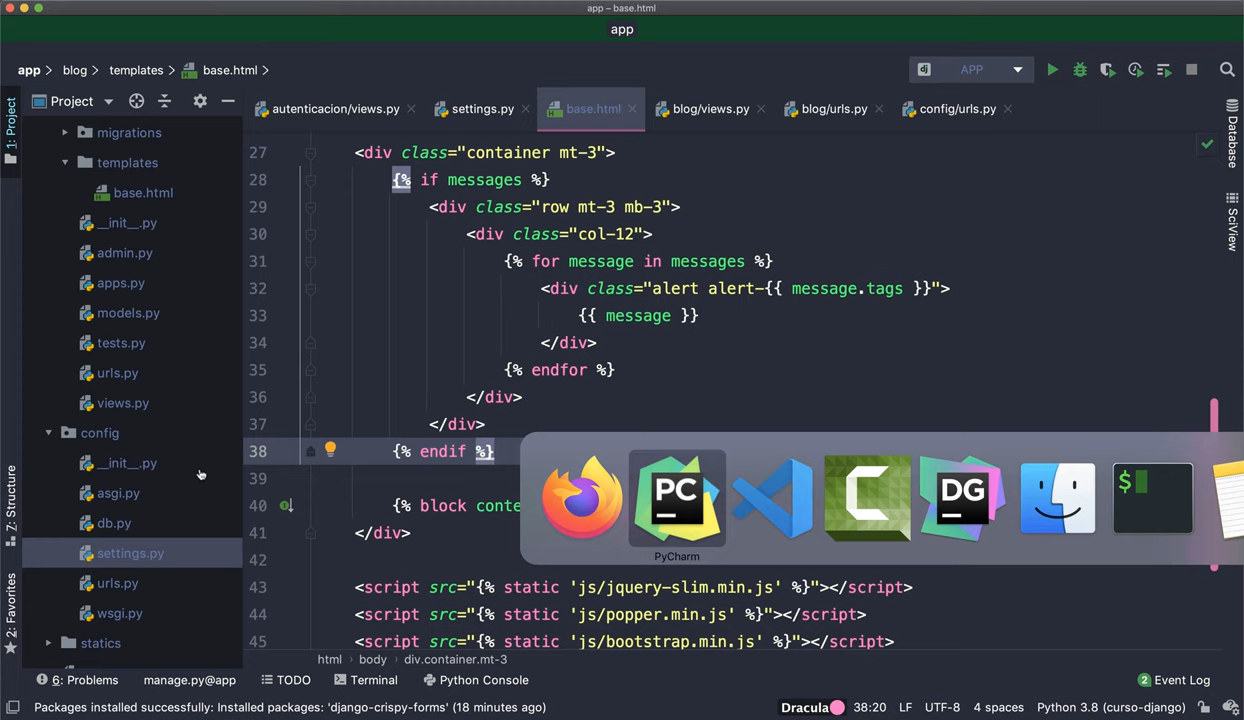 app – base.html
app
app
blog
templates
base.html
APP
1: Project
Project
autenticacion/views.py
settings.py
base.html
blog/views.py
blog/urls.py
config/urls.py
migrations
templates
base.html
__init__.py
admin.py
apps.py
models.py
tests.py
urls.py
views.py
config
__init__.py
asgi.py
db.py
settings.py
urls.py
wsgi.py
statics
Z: Structure
2: Favorites
27 <div class="container mt-3">
28 {% if messages %}
29 <div class="row mt-3 mb-3">
30 <div class="col-12">
31 {% for message in messages %}
32 <div class="alert alert-{{ message.tags }}">
33 {{ message }}
34 </div>
35 {% endfor %}
36 </div>
37 </div>
38 {% endif %}
39
40 {% block conte
41 </div>
42
43 <script src="{% static 'js/jquery-slim.min.js' %}"></script>
44 <script src="{% static 'js/popper.min.js' %}"></script>
45 <script src="{% static 'js/bootstrap.min.js' %}"></script>
PC
DG
$
PyCharm
Database
SciView
html
body
div.container.mt-3
6: Problems
manage.py@app
TODO
Terminal
Python Console
2 Event Log
Packages installed successfully: Installed packages: 'django-crispy-forms' (18 minutes ago)
Dracula
38:20
LF
UTF-8
4 spaces
Python 3.8 (curso-django)